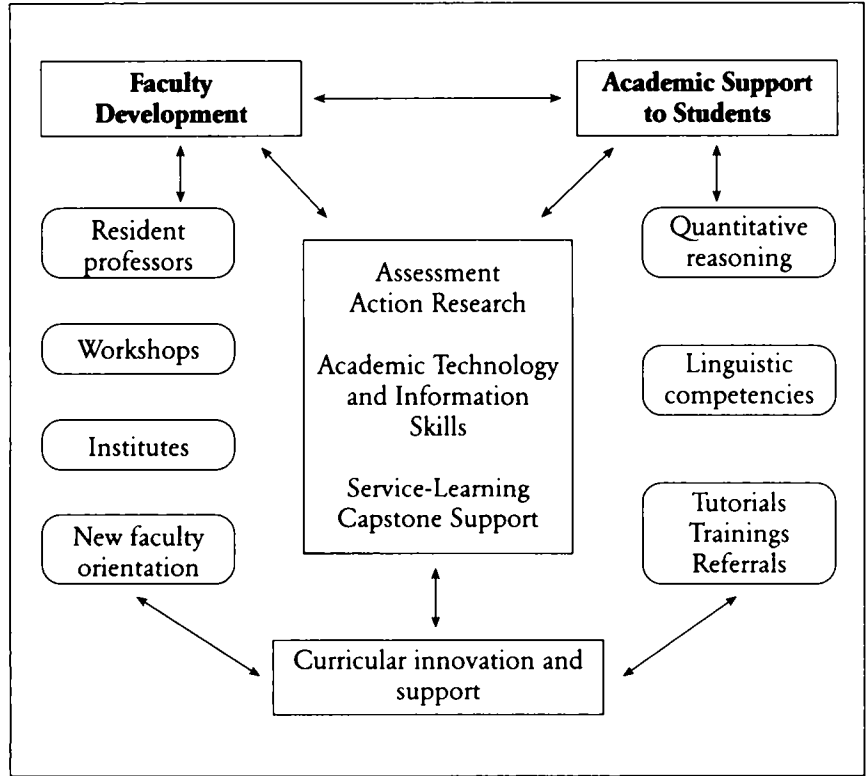 Faculty
Development
Academic Support
to Students
Resident
professors
Workshops
Institutes
New faculty
orientation
Assessment
Action Research
Academic Technology
and Information
Skills
Service-Learning
Capstone Support
Quantitative
reasoning
Linguistic
competencies
Tutorials
Trainings
Referrals
Curricular innovation and
support